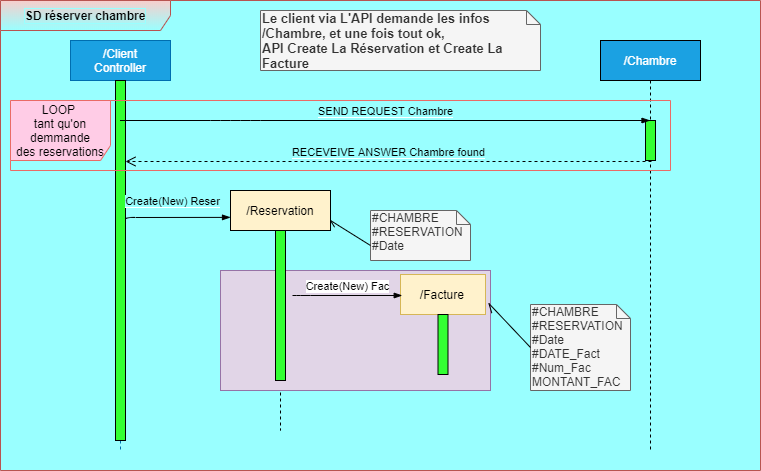 SD réserver chambre
Le client via L'API demande les infos
/Chambre, et une fois tout ok,
API Create La Réservation et Create La
Facture
/Client
Controller
/Chambre
LOOP
tant qu'on
demmande
des reservations
SEND REQUEST Chambre
RECEVEIVE ANSWER Chambre found
Create(New) Reser
/Reservation
#CHAMBRE
#RESERVATION
#Date
Create(New) Fac
/Facture
#CHAMBRE
#RESERVATION
#Date
#DATE_Fact
#Num_Fac
MONTANT_FAC